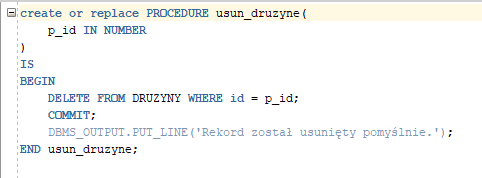 create or replace PROCEDURE usun_druzyne(
    p_id IN NUMBER
)
IS
BEGIN
    DELETE FROM DRUZYNY WHERE id = p_id;
    COMMIT;
    DBMS_OUTPUT.PUT_LINE('Rekord został usunięty pomyślnie.');
END usun_druzyne;